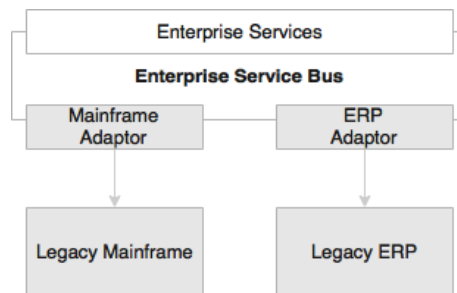 Enterprise Services
Enterprise Service Bus
Mainframe
Adaptor
ERP
Adaptor
Legacy Mainframe
Legacy ERP